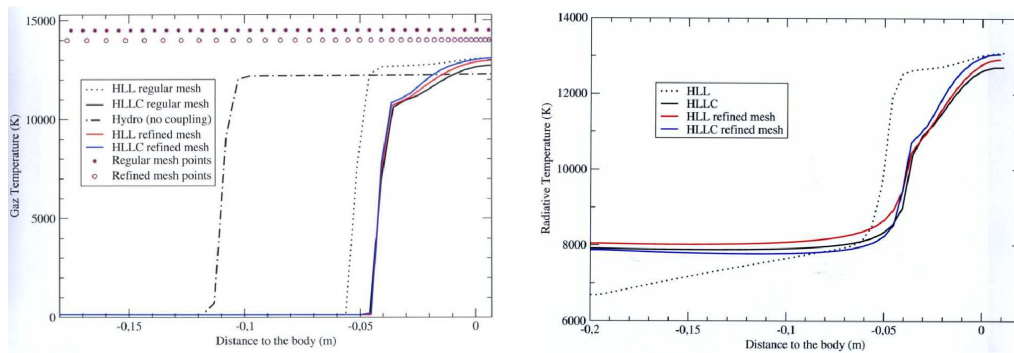 15000
10000
5000
0
Gaz Temperature (K)
HLL regular mesh
HLLC regular mesh
Hydro (no coupling)
HLL refined mesh
HLLC refined mesh
Regular mesh points
Refined mesh points
-0,15
-0,1
-0,05
0
Distance to the body (m)
14000
12000
10000
8000
6000
Radiative Temperature (K)
HLL
HLLC
HLL refined mesh
HLLC refined mesh
-0,2
-0,15
-0,1
-0,05
0
Distance to the body (m)